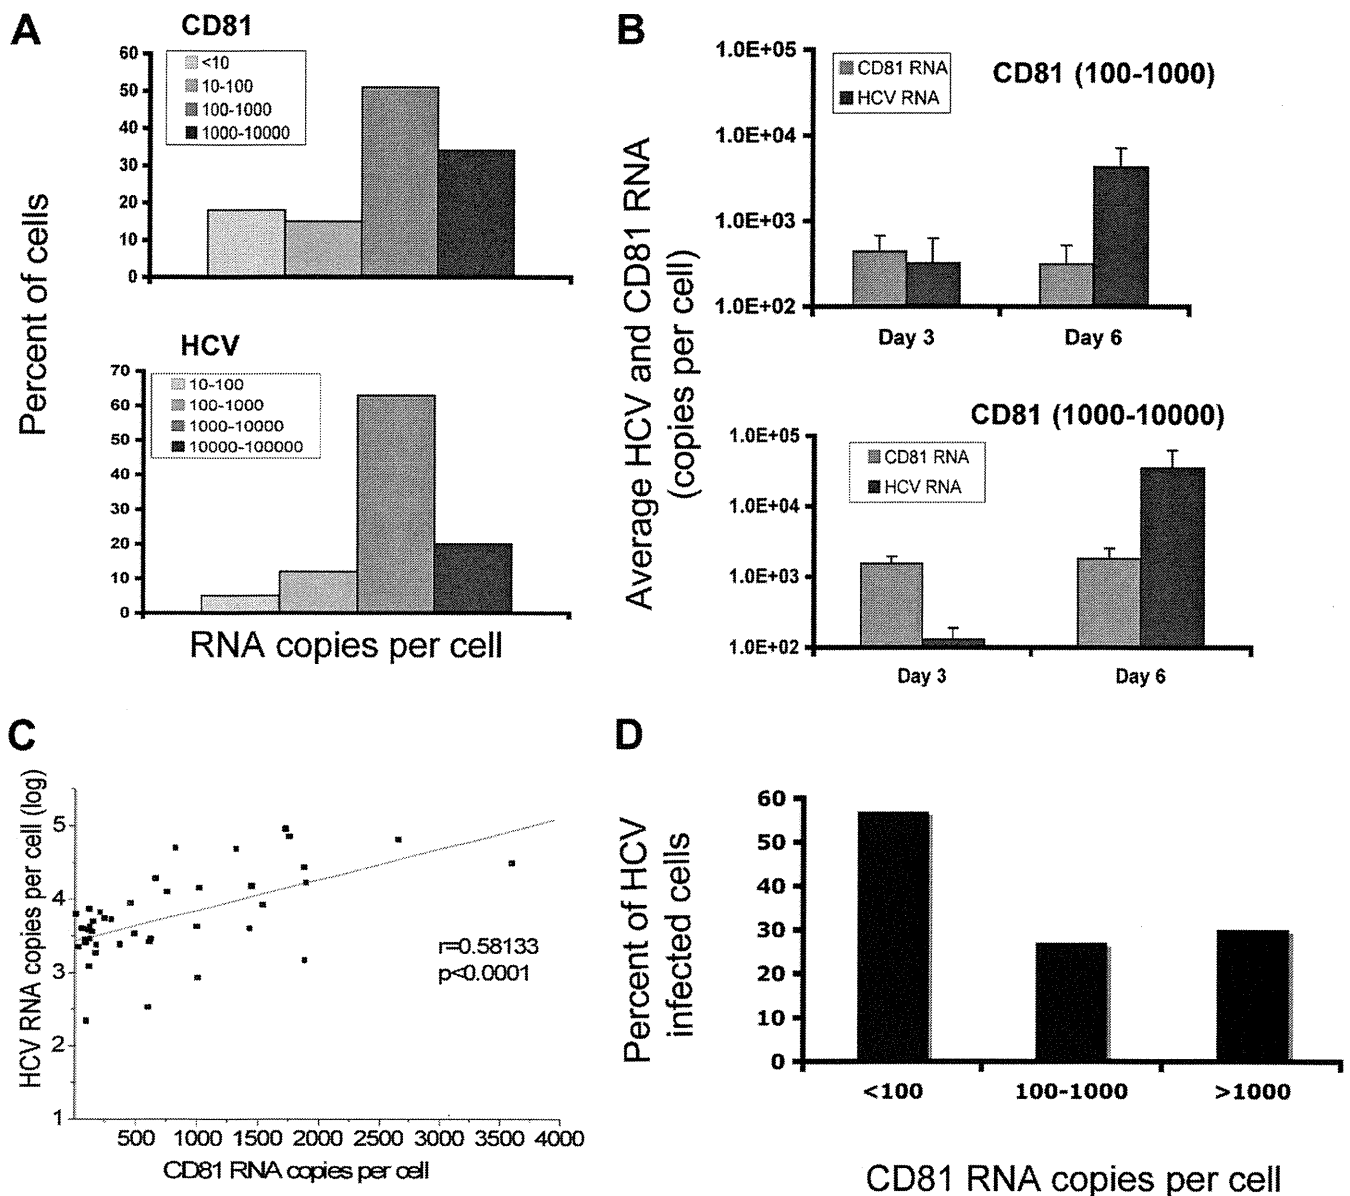 A
CD81
60
50
40
30
20
10
0
<10
10-100
100-1000
1000-10000
HCV
70
60
50
40
30
20
10
0
10-100
100-1000
1000-10000
10000-100000
Percent of cells
RNA copies per cell
B
CD81 (100-1000)
1.0E+05
1.0E+04
1.0E+03
1.0E+02
CD81 RNA
HCV RNA
Day 3
Day 6
CD81 (1000-10000)
1.0E+05
1.0E+04
1.0E+03
1.0E+02
CD81 RNA
HCV RNA
Day 3
Day 6
Average HCV and CD81 RNA
(copies per cell)
C
HCV RNA copies per cell (log)
5
4
3
2
1
r=0.58133
p<0.0001
500 1000 1500 2000 2500 3000 3500 4000
CD81 RNA copies per cell
D
Percent of HCV
infected cells
60
50
40
30
20
10
0
<100
100-1000
>1000
CD81 RNA copies per cell